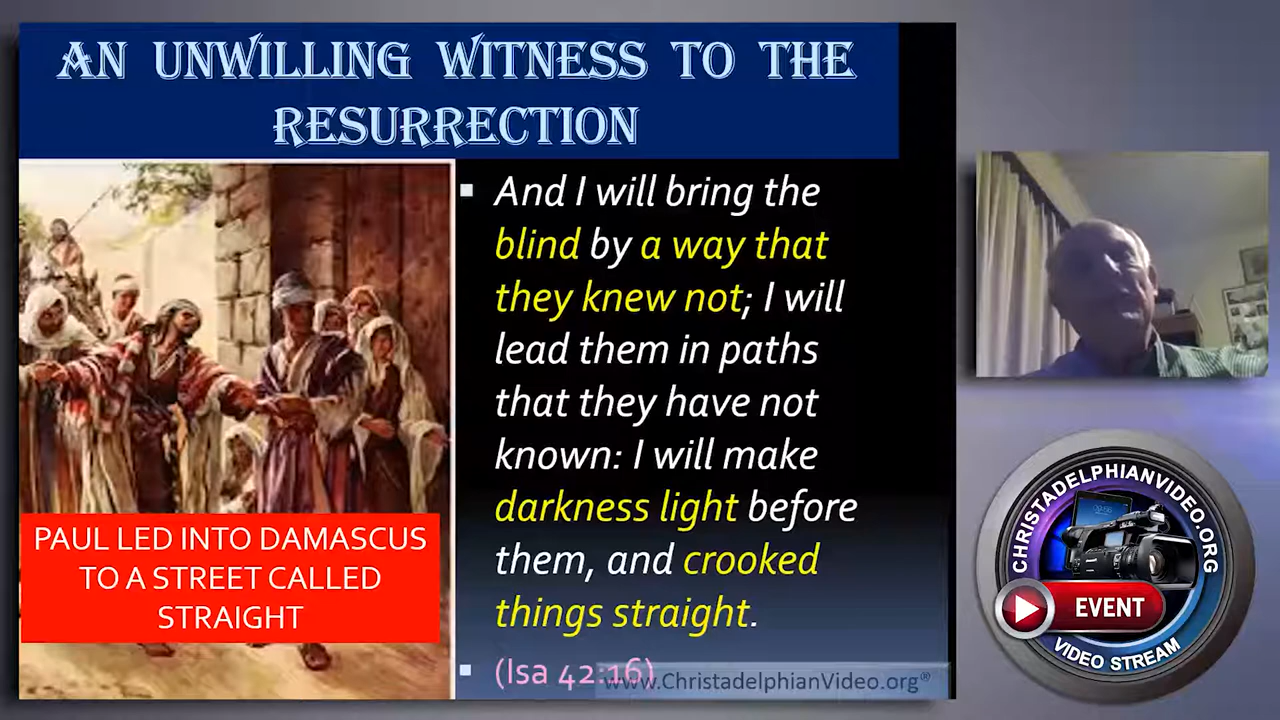 AN UNWILLING WITNESS TO THE
RESURRECTION
And I will bring the
blind by a way that
they knew not; I will
lead them in paths
that they have not
known: I will make
darkness light before
them, and crooked
things straight.
(Isa 42:16)
PAUL LED INTO DAMASCUS
TO A STREET CALLED
STRAIGHT
www.ChristadelphianVideo.org®
CHRISTADELPHIANVIDEO.ORG
EVENT
VIDEO STREAM